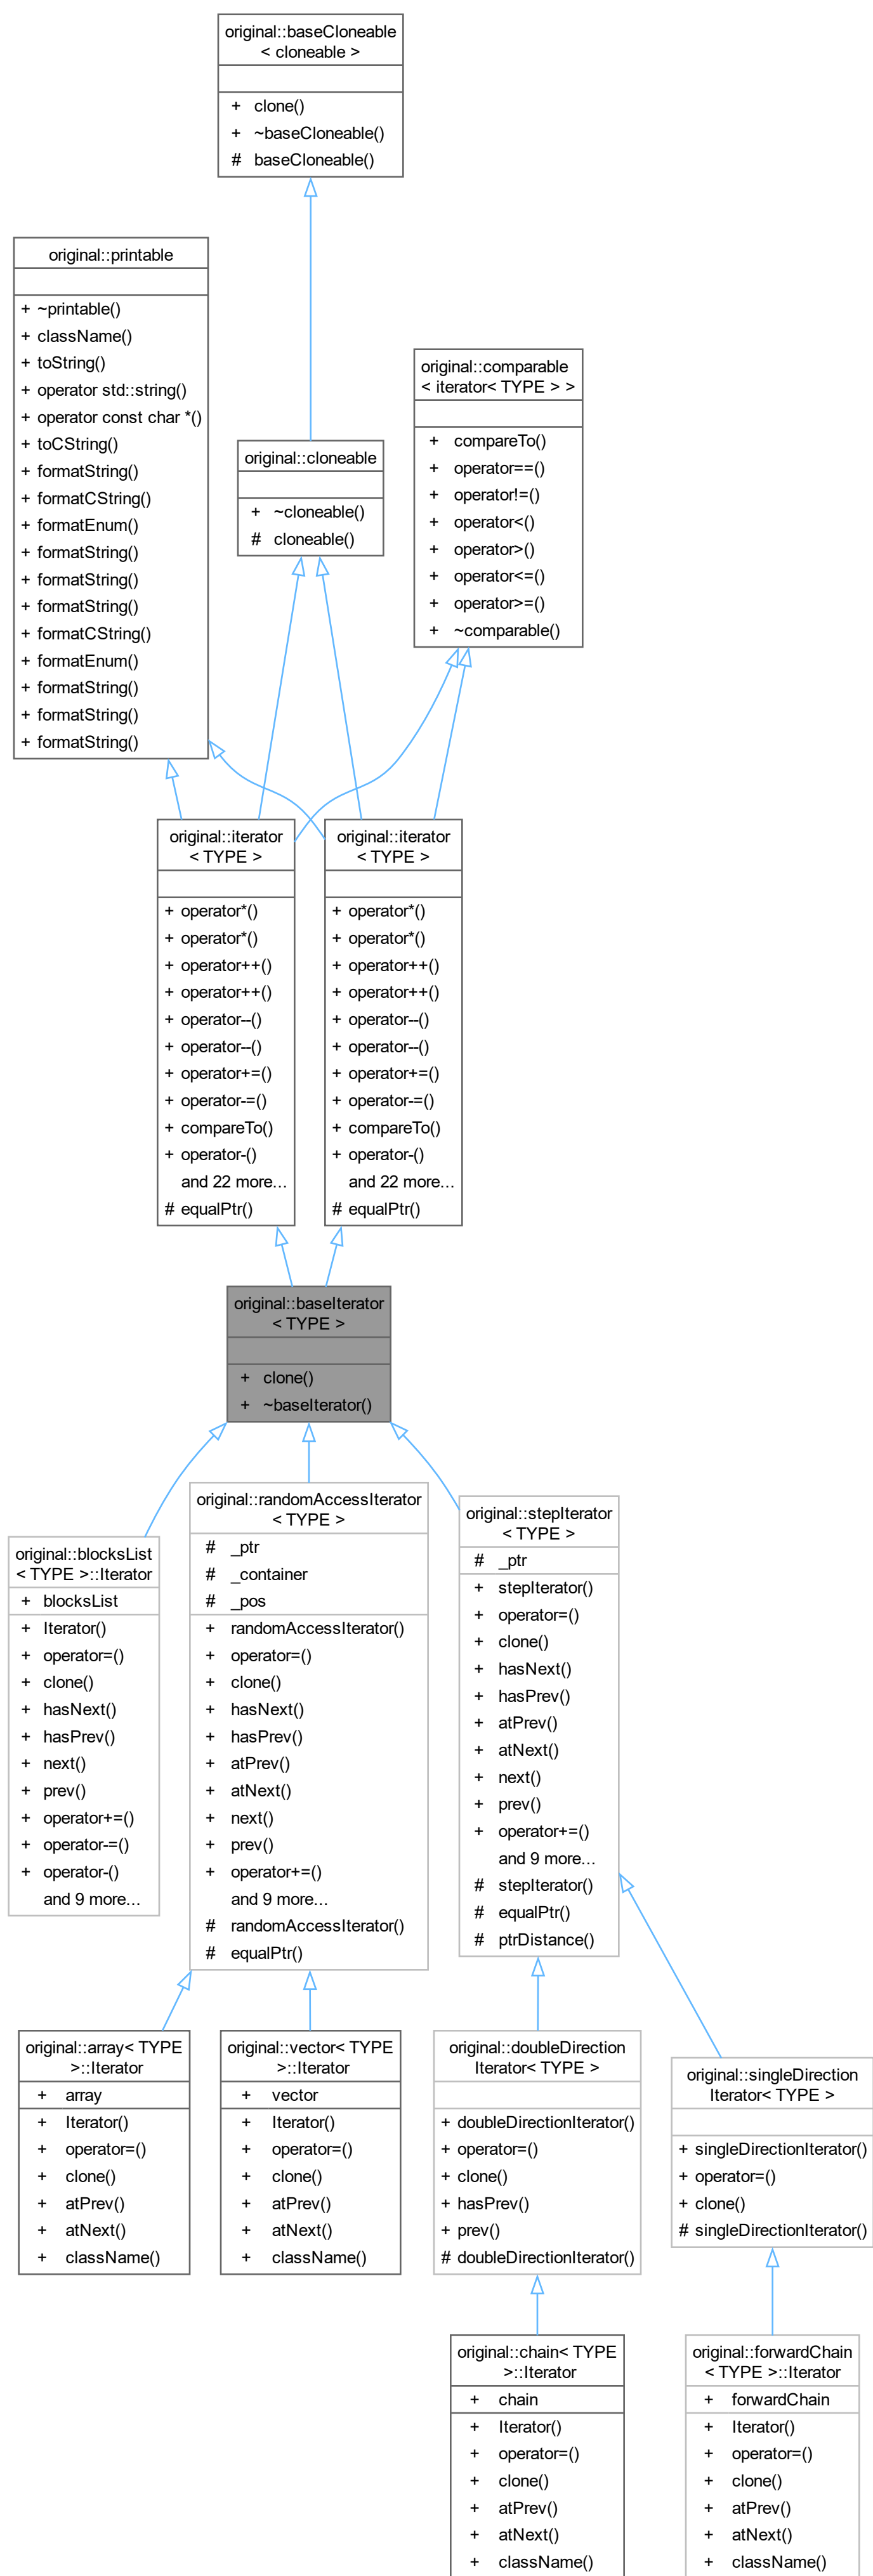 original::baseCloneable
< cloneable >
+ clone()
+ ~baseCloneable()
# baseCloneable()
original::printable
+ ~printable()
+ className()
+ toString()
+ operator std::string()
+ operator const char *()
+ toCString()
+ formatString()
+ formatCString()
+ formatEnum()
+ formatString()
+ formatString()
+ formatString()
+ formatCString()
+ formatEnum()
+ formatString()
+ formatString()
+ formatString()
original::comparable
< iterator< TYPE > >
+ compareTo()
+ operator==()
+ operator!=()
+ operator<()
+ operator>()
+ operator<=()
+ operator>=()
+ ~comparable()
original::cloneable
+ ~cloneable()
# cloneable()
original::iterator
< TYPE >
+ operator*()
+ operator*()
+ operator++()
+ operator++()
+ operator--()
+ operator--()
+ operator+=()
+ operator-=()
+ compareTo()
+ operator-()
and 22 more...
# equalPtr()
original::iterator
< TYPE >
+ operator*()
+ operator*()
+ operator++()
+ operator++()
+ operator--()
+ operator--()
+ operator+=()
+ operator-=()
+ compareTo()
+ operator-()
and 22 more...
# equalPtr()
original::baseIterator
< TYPE >
+ clone()
+ ~baseIterator()
original::blocksList
< TYPE >::Iterator
+ blocksList
+ Iterator()
+ operator=()
+ clone()
+ hasNext()
+ hasPrev()
+ next()
+ prev()
+ operator+=()
+ operator-=()
+ operator-()
and 9 more...
original::randomAccessIterator
< TYPE >
# _ptr
# _container
# _pos
+ randomAccessIterator()
+ operator=()
+ clone()
+ hasNext()
+ hasPrev()
+ atPrev()
+ atNext()
+ next()
+ prev()
+ operator+=()
and 9 more...
# randomAccessIterator()
# equalPtr()
original::stepIterator
< TYPE >
# _ptr
+ stepIterator()
+ operator=()
+ clone()
+ hasNext()
+ hasPrev()
+ atPrev()
+ atNext()
+ next()
+ prev()
+ operator+=()
and 9 more...
# stepIterator()
# equalPtr()
# ptrDistance()
original::array< TYPE
>::Iterator
+ array
+ Iterator()
+ operator=()
+ clone()
+ atPrev()
+ atNext()
+ className()
original::vector< TYPE
>::Iterator
+ vector
+ Iterator()
+ operator=()
+ clone()
+ atPrev()
+ atNext()
+ className()
original::doubleDirection
Iterator< TYPE >
+ doubleDirectionIterator()
+ operator=()
+ clone()
+ hasPrev()
+ prev()
# doubleDirectionIterator()
original::singleDirection
Iterator< TYPE >
+ singleDirectionIterator()
+ operator=()
+ clone()
# singleDirectionIterator()
original::chain< TYPE
>::Iterator
+ chain
+ Iterator()
+ operator=()
+ clone()
+ atPrev()
+ atNext()
+ className()
original::forwardChain
< TYPE >::Iterator
+ forwardChain
+ Iterator()
+ operator=()
+ clone()
+ atPrev()
+ atNext()
+ className()